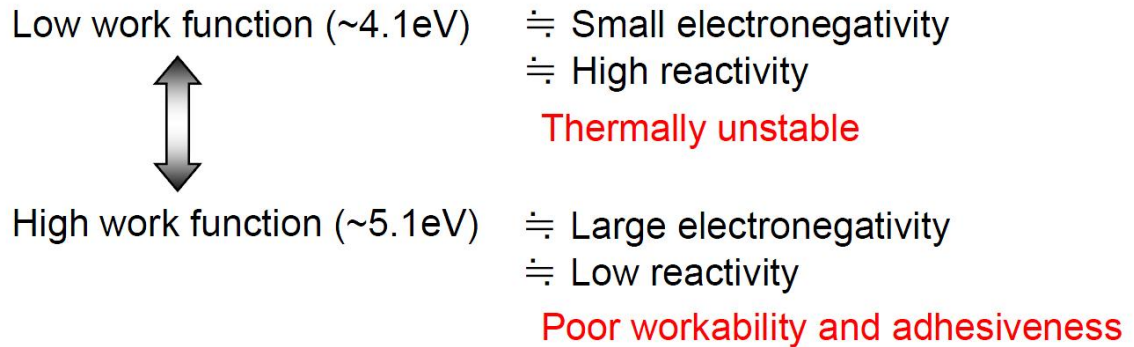 Low work function (~4.1eV) ≒ Small electronegativity
≒ High reactivity
Thermally unstable
High work function (~5.1eV) ≒ Large electronegativity
≒ Low reactivity
Poor workability and adhesiveness